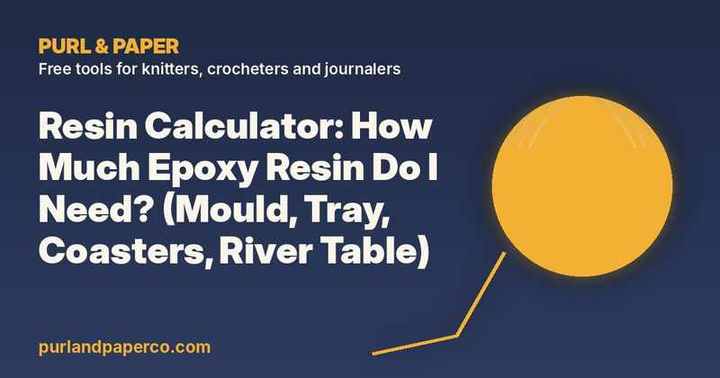 PURL & PAPER
Free tools for knitters, crocheters and journalers
Resin Calculator: How
Much Epoxy Resin Do I
Need? (Mould, Tray,
Coasters, River Table)
purlandpaperco.com